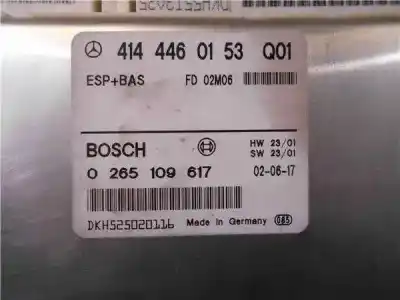 414 446 01 53 Q01
ESP+BAS FD 02M06
BOSCH HW 23/01
SW 23/01
0 265 109 617 02-06-17
DKH525020116 Made in Germany